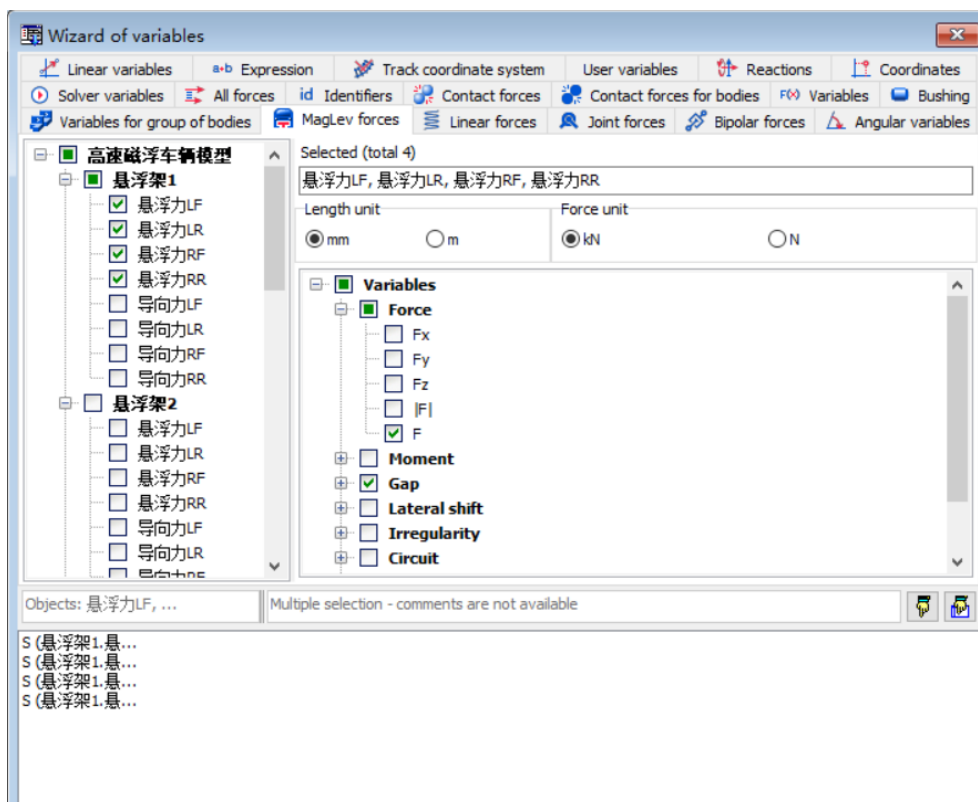 Wizard of variables
Linear variables a+b Expression Track coordinate system User variables Reactions Coordinates
Solver variables All forces id Identifiers Contact forces Contact forces for bodies F(x) Variables Bushing
Variables for group of bodies MagLev forces Linear forces Joint forces Bipolar forces Angular variables
高速磁浮车辆模型
悬浮架1
悬浮力LF
悬浮力LR
悬浮力RF
悬浮力RR
导向力LF
导向力LR
导向力RF
导向力RR
悬浮架2
悬浮力LF
悬浮力LR
悬浮力RF
悬浮力RR
导向力LF
导向力LR
导向力RF
Selected (total 4)
悬浮力LF, 悬浮力LR, 悬浮力RF, 悬浮力RR
Length unit
mm m
Force unit
kN N
Variables
Force
Fx
Fy
Fz
|F|
F
Moment
Gap
Lateral shift
Irregularity
Circuit
Objects: 悬浮力LF, ...
Multiple selection - comments are not available
S (悬浮架1.悬...
S (悬浮架1.悬...
S (悬浮架1.悬...
S (悬浮架1.悬...